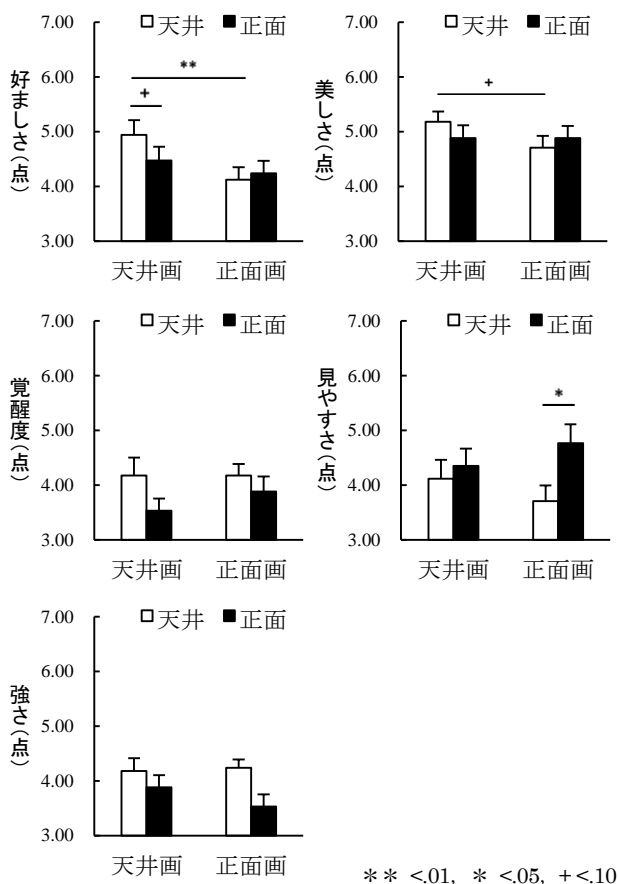 7.00
6.00
5.00
4.00
3.00
好ましさ(点)
□天井 ■正面
**
+
天井画 正面画
7.00
6.00
5.00
4.00
3.00
美しさ(点)
□天井 ■正面
+
天井画 正面画
7.00
6.00
5.00
4.00
3.00
覚醒度(点)
□天井 ■正面
天井画 正面画
7.00
6.00
5.00
4.00
3.00
見やすさ(点)
□天井 ■正面
*
天井画 正面画
7.00
6.00
5.00
4.00
3.00
強さ(点)
□天井 ■正面
天井画 正面画
** <.01, * <.05, +<.10